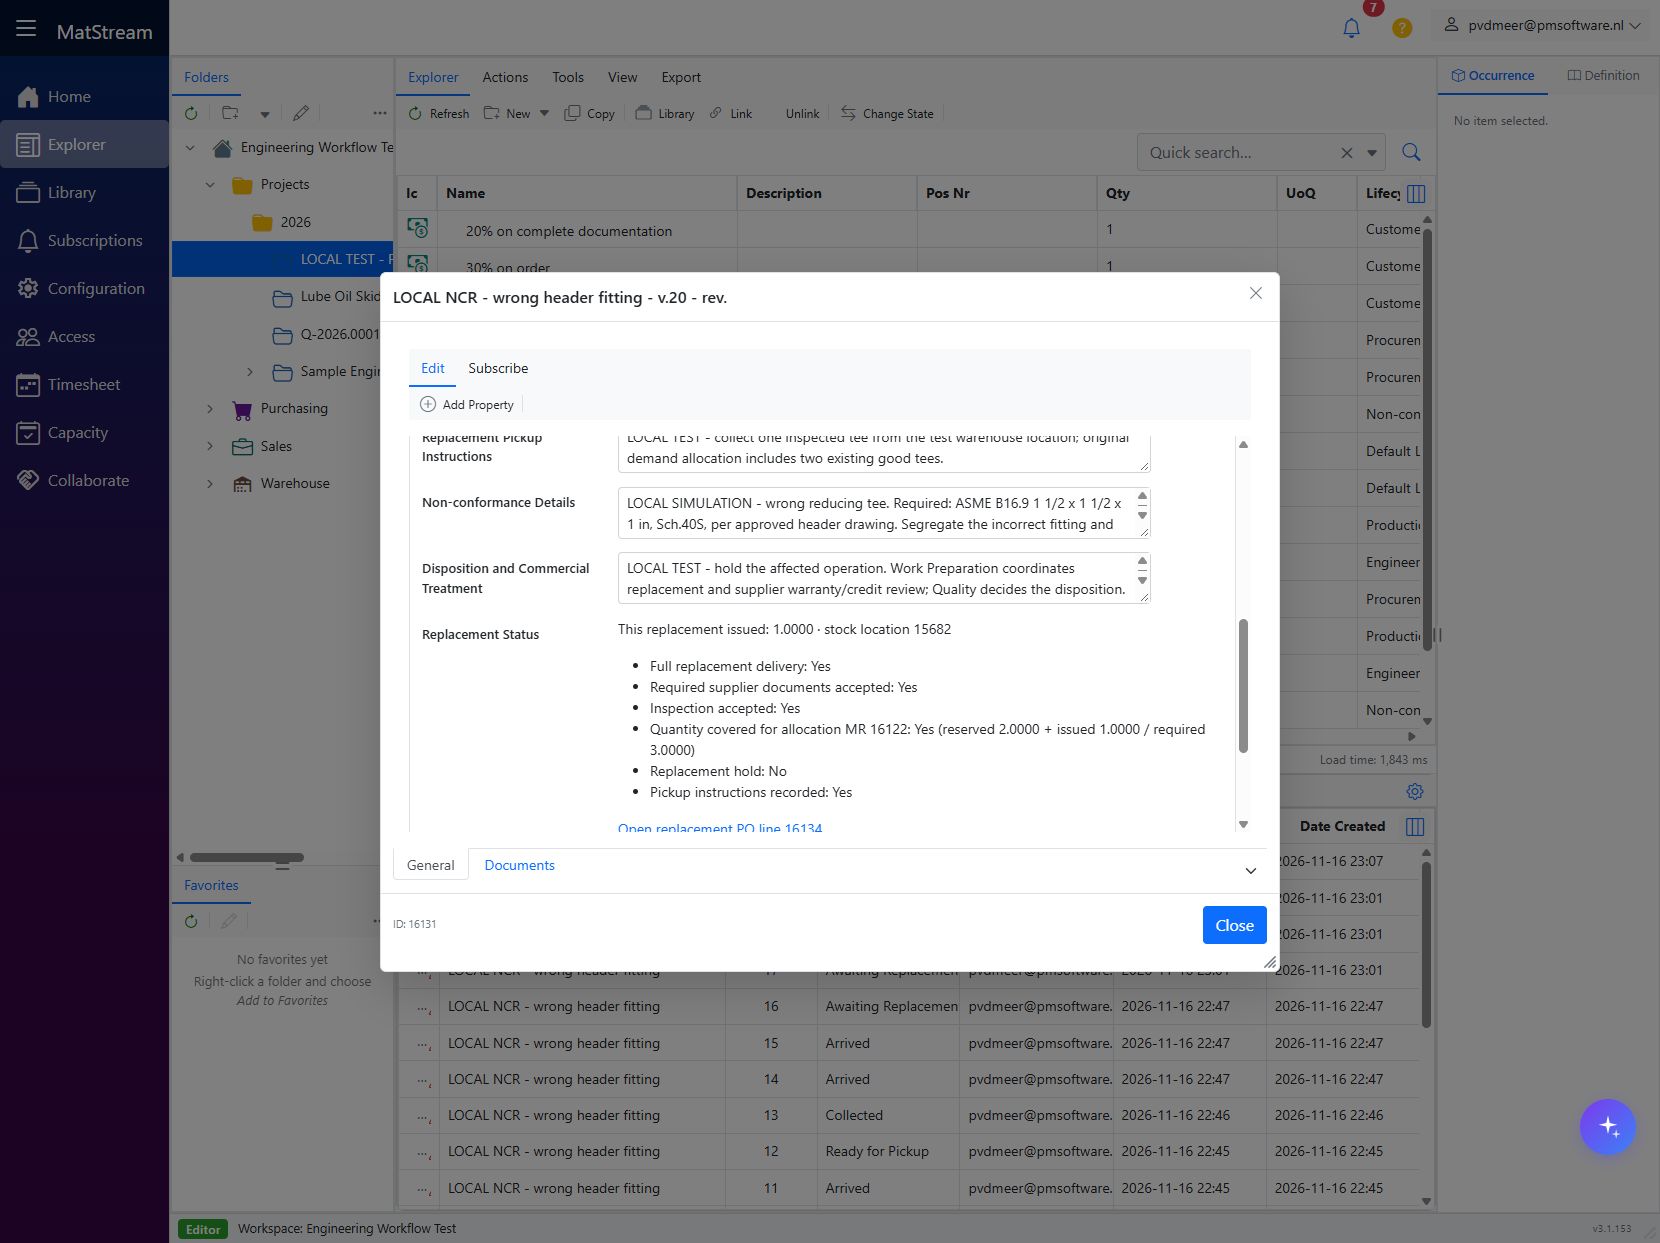 MatStream
7
?
pvdmeer@pmsoftware.nl
Home
Explorer
Library
Subscriptions
Configuration
Access
Timesheet
Capacity
Collaborate
Folders
Engineering Workflow Te
Projects
2026
LOCAL TEST - P
Lube Oil Skid
Q-2026.0001
Sample Engin
Purchasing
Sales
Warehouse
Favorites
No favorites yet
Right-click a folder and choose
Add to Favorites
Explorer Actions Tools View Export
Refresh New Copy Library Link Unlink Change State
Quick search...
Ic Name Description Pos Nr Qty UoQ Lifecy
20% on complete documentation 1 Custome
30% on order 1 Custome
Custome
Procuren
Procuren
Non-con
Default L
Default L
Productio
Engineer
Procuren
Productio
Engineer
Non-con
Load time: 1,843 ms
Occurrence Definition
No item selected.
LOCAL NCR - wrong header fitting - v.20 - rev.
Edit Subscribe
Add Property
Replacement Pickup
Instructions
LOCAL TEST - collect one inspected tee from the test warehouse location; original
demand allocation includes two existing good tees.
Non-conformance Details
LOCAL SIMULATION - wrong reducing tee. Required: ASME B16.9 1 1/2 x 1 1/2 x
1 in, Sch.40S, per approved header drawing. Segregate the incorrect fitting and
Disposition and Commercial
Treatment
LOCAL TEST - hold the affected operation. Work Preparation coordinates
replacement and supplier warranty/credit review; Quality decides the disposition.
Replacement Status
This replacement issued: 1.0000 · stock location 15682
• Full replacement delivery: Yes
• Required supplier documents accepted: Yes
• Inspection accepted: Yes
• Quantity covered for allocation MR 16122: Yes (reserved 2.0000 + issued 1.0000 / required
3.0000)
• Replacement hold: No
• Pickup instructions recorded: Yes
Open replacement PO line 16134
General Documents
ID: 16131
Close
Date Created
2026-11-16 23:07
2026-11-16 23:01
2026-11-16 23:01
LOCAL NCR - wrong header fitting 17 Awaiting Replacemen pvdmeer@pmsoftware. 2026-11-16 23:01 2026-11-16 23:01
LOCAL NCR - wrong header fitting 16 Awaiting Replacemen pvdmeer@pmsoftware. 2026-11-16 22:47 2026-11-16 22:47
LOCAL NCR - wrong header fitting 15 Arrived pvdmeer@pmsoftware. 2026-11-16 22:47 2026-11-16 22:47
LOCAL NCR - wrong header fitting 14 Arrived pvdmeer@pmsoftware. 2026-11-16 22:47 2026-11-16 22:47
LOCAL NCR - wrong header fitting 13 Collected pvdmeer@pmsoftware. 2026-11-16 22:46 2026-11-16 22:46
LOCAL NCR - wrong header fitting 12 Ready for Pickup pvdmeer@pmsoftware. 2026-11-16 22:45 2026-11-16 22:45
LOCAL NCR - wrong header fitting 11 Arrived pvdmeer@pmsoftware. 2026-11-16 22:45 2026-11-16 22:45
Editor Workspace: Engineering Workflow Test
v3.1.153